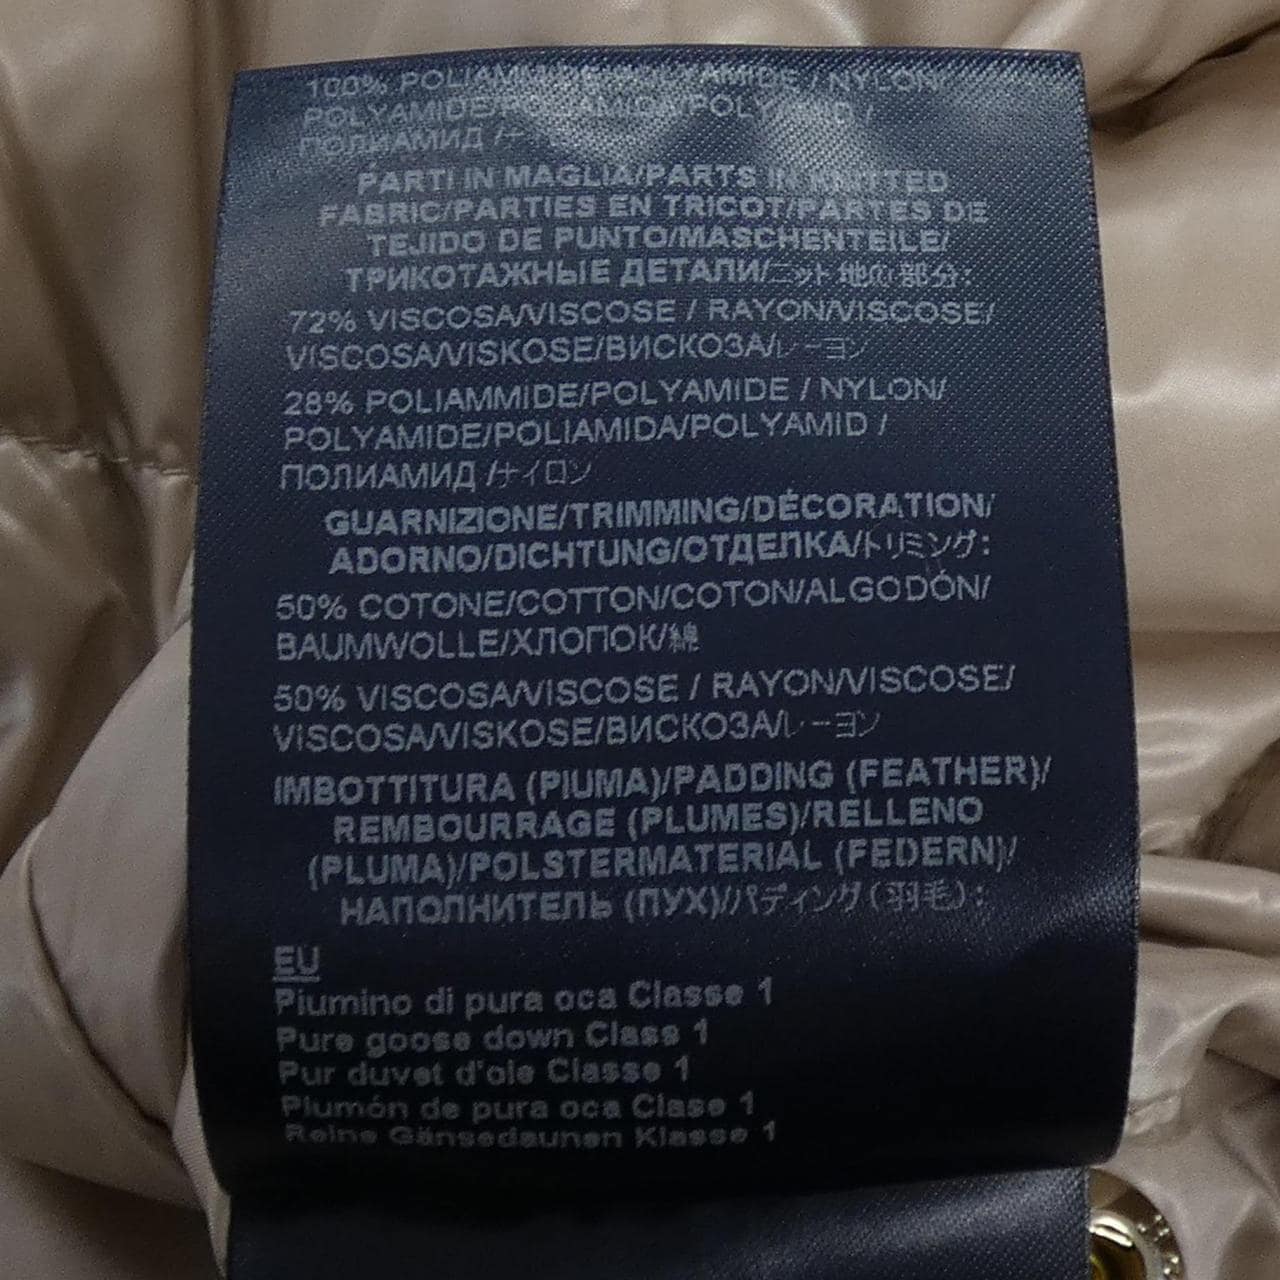 100% POLIAMMIDE/POLYAMIDE / NYLON/
POLYAMIDE/POLIAMIDA/POLYAMID /
ПОЛИАМИД /ナ
PARTI IN MAGLIA/PARTS IN KNITTED
FABRIC/PARTIES EN TRICOT/PARTES DE
TEJIDO DE PUNTO/MASCHENTEILE/
ТРИКОТАЖНЫЕ ДЕТАЛИ/ニット地の部分:
72% VISCOSA/VISCOSE / RAYON/VISCOSE/
VISCOSA/VISKOSE/ВИСКОЗА/レーヨン
28% POLIAMMIDE/POLYAMIDE / NYLON/
POLYAMIDE/POLIAMIDA/POLYAMID /
ПОЛИАМИД /ナイロン
GUARNIZIONE/TRIMMING/DÉCORATION/
ADORNO/DICHTUNG/ОТДЕЛКА/トリミング:
50% COTONE/COTTON/COTON/ALGODÓN/
BAUMWOLLE/ХЛОПОК/綿
50% VISCOSA/VISCOSE / RAYON/VISCOSE/
VISCOSA/VISKOSE/ВИСКОЗА/レーヨン
IMBOTTITURA (PIUMA)/PADDING (FEATHER)/
REMBOURRAGE (PLUMES)/RELLENO
(PLUMA)/POLSTERMATERIAL (FEDERN)/
НАПОЛНИТЕЛЬ (ПУХ)/パディング(羽毛):
EU
Piumino di pura oca Classe 1
Pure goose down Class 1
Pur duvet d'oie Classe 1
Plumón de pura oca Clase 1
Reine Gänsedaunen Klasse 1